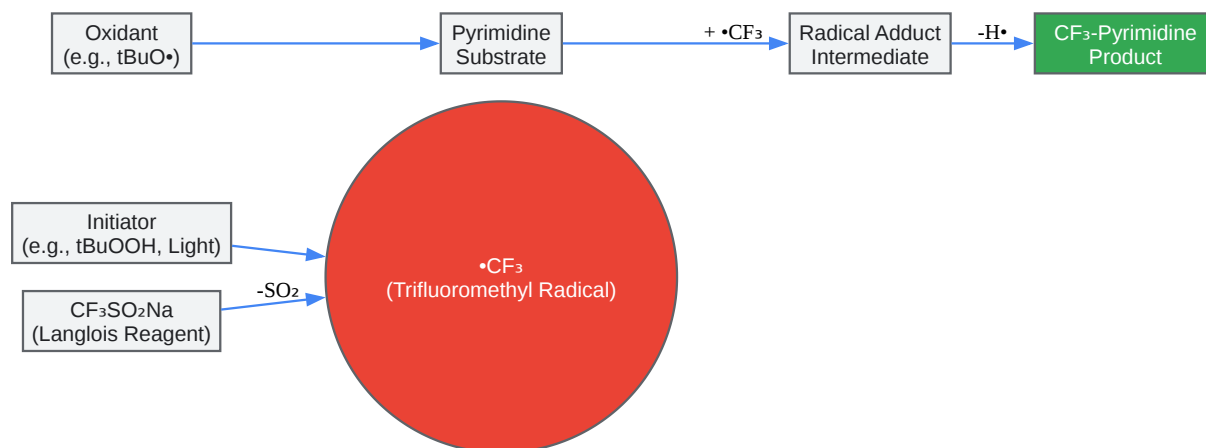 Oxidant
(e.g., tBuO•)
Pyrimidine
Substrate
+ •CF₃
Radical Adduct
Intermediate
-H•
CF₃-Pyrimidine
Product
Initiator
(e.g., tBuOOH, Light)
CF₃SO₂Na
(Langlois Reagent)
-SO₂
•CF₃
(Trifluoromethyl Radical)